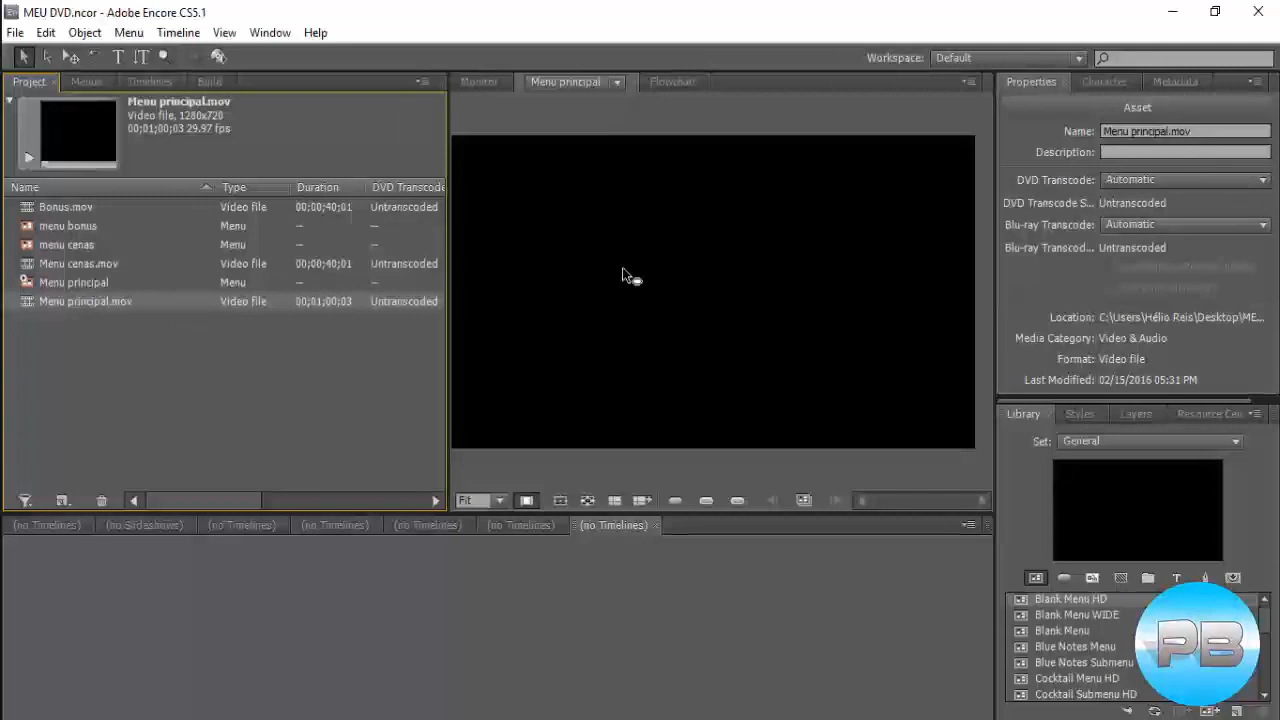 MEU DVD.ncor - Adobe Encore CS5.1
File Edit Object Menu Timeline View Window Help
Workspace: Default
Project Menus Timelines Build
Monitor Menu principal Flowchart
Properties Character Metadata
Menu principal.mov
Video file, 1280x720
00;01;00;03 29.97 fps
Asset
Name: Menu principal.mov
Description:
DVD Transcode: Automatic
DVD Transcode S... Untranscoded
Blu-ray Transcode: Automatic
Blu-ray Transcod... Untranscoded
Location: C:\Users\Hélio Reis\Desktop\ME...
Media Category: Video & Audio
Format: Video file
Last Modified: 02/15/2016 05:31 PM
Name Type Duration DVD Transcode
Bonus.mov Video file 00;00;40;01 Untranscoded
menu bonus Menu -- --
menu cenas Menu -- --
Menu cenas.mov Video file 00;00;40;01 Untranscoded
Menu principal Menu -- --
Menu principal.mov Video file 00;01;00;03 Untranscoded
Fit
Library Styles Layers Resource Cen
Set: General
(no Timelines) (no Slideshows) (no Timelines) (no Timelines) (no Timelines) (no Timelines) (no Timelines)
T
Blank Menu HD
Blank Menu WIDE
Blank Menu
Blue Notes Menu
Blue Notes Submenu
Cocktail Menu HD
Cocktail Submenu HD
PB